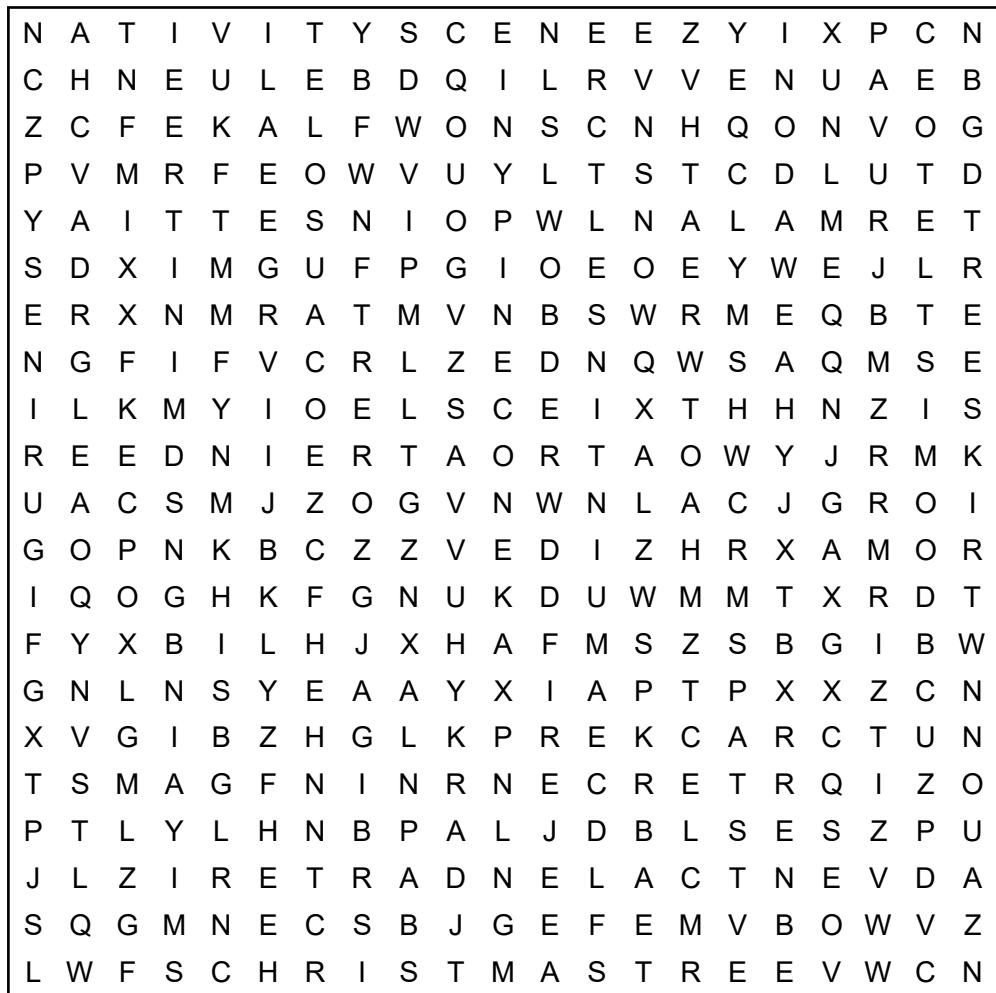 N A T I V I T Y S C E N E E Z Y I X P C N
C H N E U L E B D Q I L R V V E N U A E B
Z C F E K A L F W O N S C N H Q O N V O G
P V M R F E O W V U Y L T S T C D L U T D
Y A I T T E S N I O P W L N A L A M R E T
S D X I M G U F P G I O E O E Y W E J L R
E R X N M R A T M V N B S W R M E Q B T E
N G F I F V C R L Z E D N Q W S A Q M S E
I L K M Y I O E L S C E I X T H H N Z I S
R E E D N I E R T A O R T A O W Y J R M K
U A C S M J Z O G V N W N L A C J G R O I
G O P N K B C Z Z V E D I Z H R X A M O R
I Q O G H K F G N U K D U W M M T X R D T
F Y X B I L H J X H A F M S Z S B G I B W
G N L N S Y E A A Y X I A P T P X X Z C N
X V G I B Z H G L K P R E K C A R C T U N
T S M A G F N I N R N E C R E T R Q I Z O
P T L Y L H N B P A L J D B L S E S Z P U
J L Z I R E T R A D N E L A C T N E V D A
S Q G M N E C S B J G E F E M V B O W V Z
L W F S C H R I S T M A S T R E E V W C N